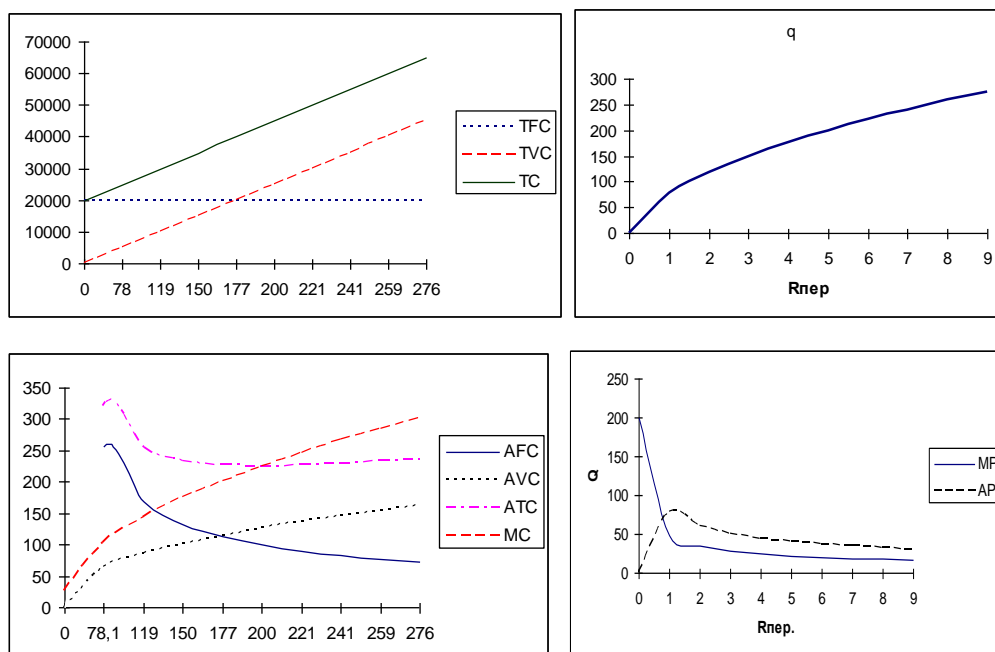 70000
60000
50000
40000
30000
20000
10000
0
0 78 119 150 177 200 221 241 276
TFC
TVC
TC
q
300
250
200
150
100
50
0
0 1 2 3 4 5 6 7 8 9
Rпер
350
300
250
200
150
100
50
0
0 78,1 119 150 177 200 221 241 259 276
AFC
AVC
ATC
MC
250
200
150
100
50
0
Q
0 1 2 3 4 5 6 7 8 9
Rпер.
MP
AP